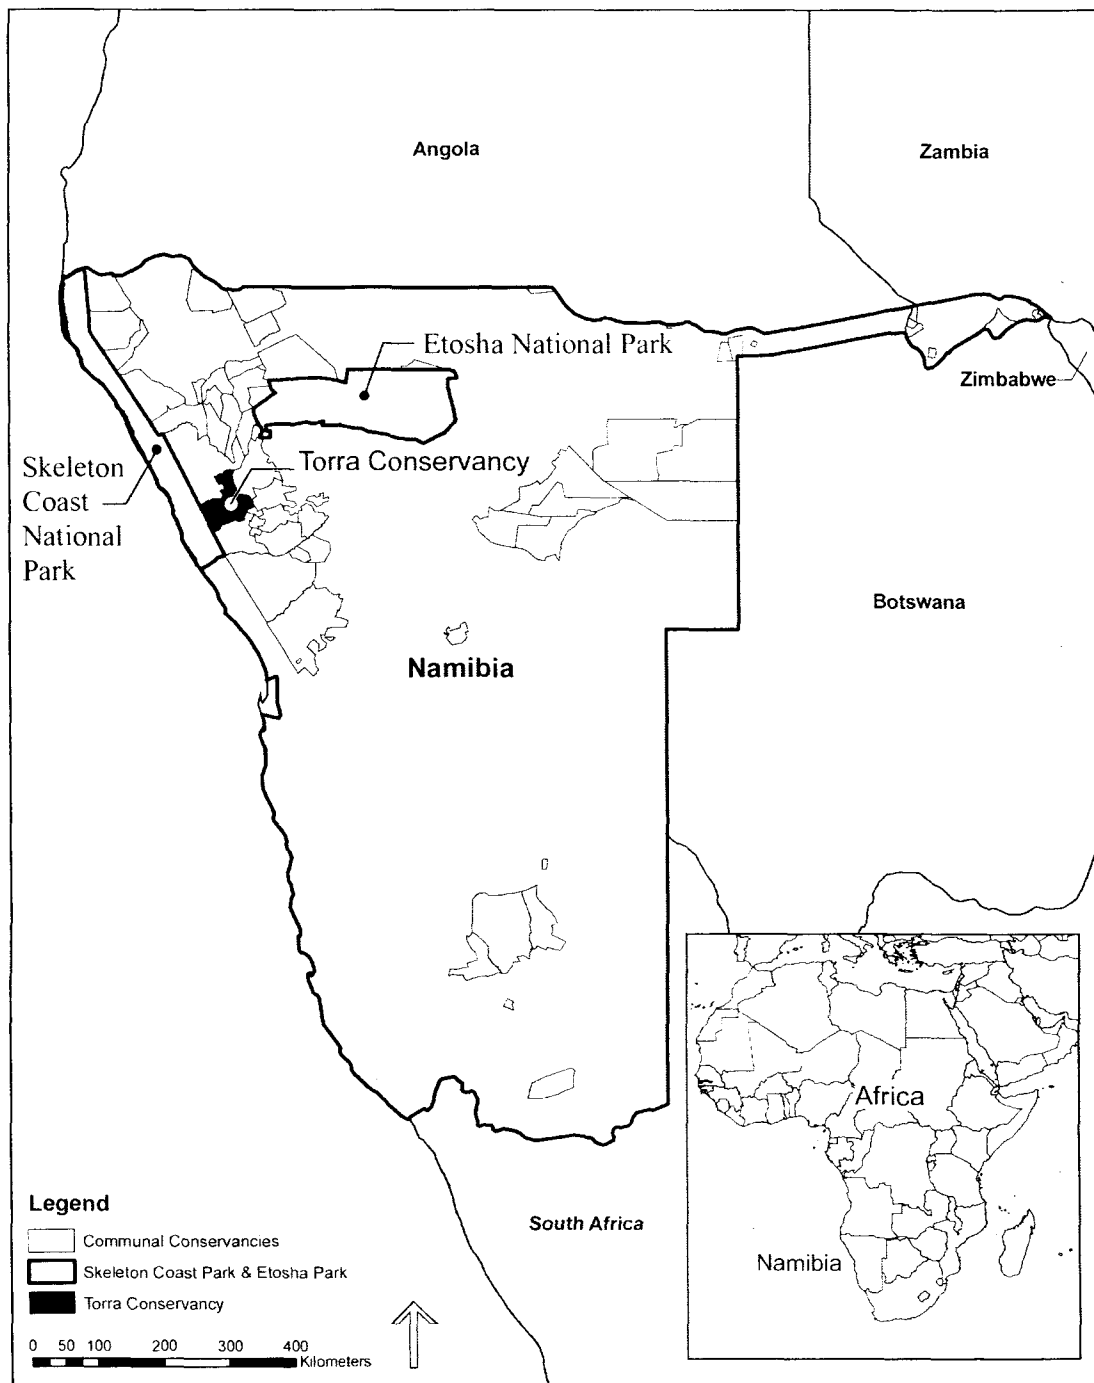 Angola
Zambia
Etosha National Park
Zimbabwe
Skeleton
Coast
National
Park
Torra Conservancy
Botswana
Namibia
Africa
Namibia
South Africa
Legend
Communal Conservancies
Skeleton Coast Park & Etosha Park
Torra Conservancy
0 50 100 200 300 400
Kilometers